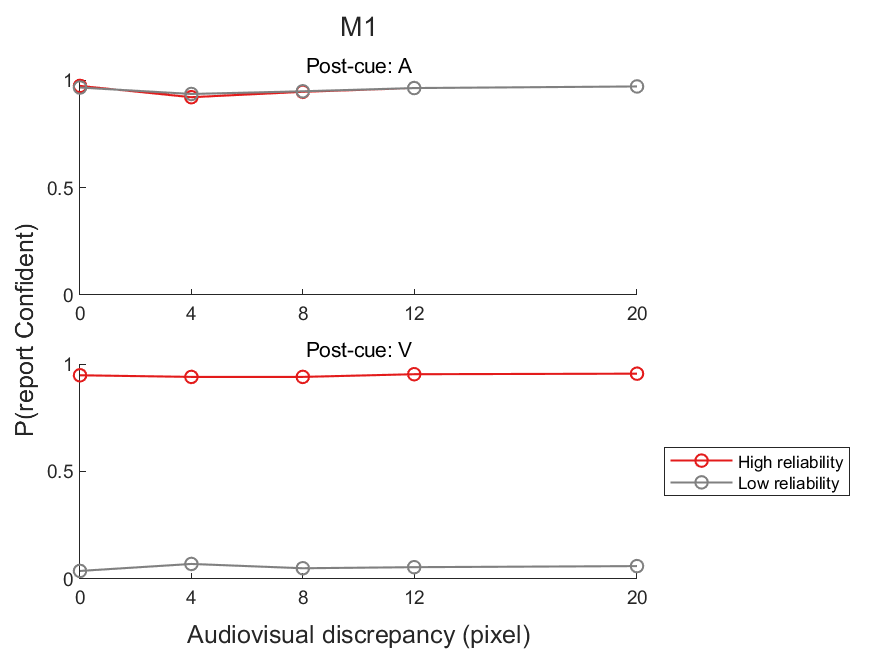 M1
Post-cue: A
1
0.5
0
0 4 8 12 20
P(report Confident)
Post-cue: V
1
0.5
0
0 4 8 12 20
Audiovisual discrepancy (pixel)
High reliability
Low reliability